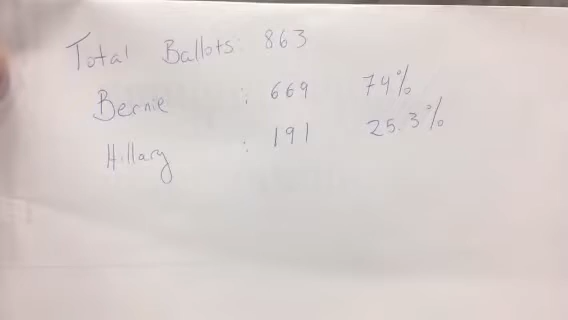 Total Ballots: 863
Bernie : 669 74%
Hillary : 191 25.3%